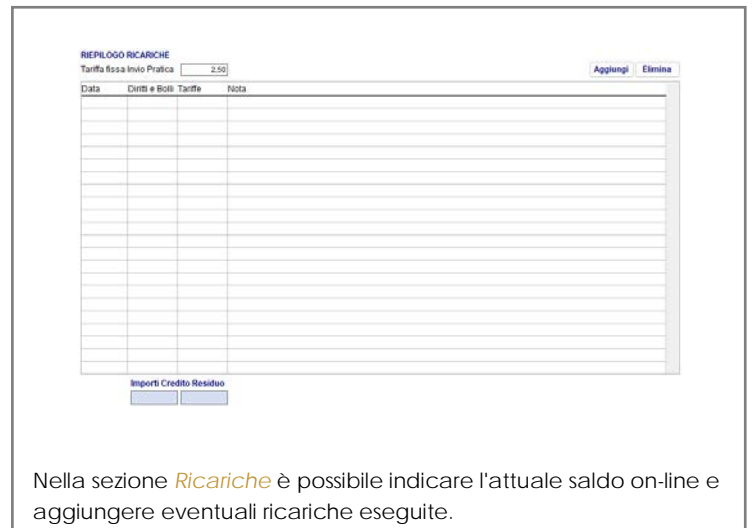 RIEPILOGO RICARICHE
Tariffa fissa Invio Pratica 2,50
Aggiungi Elimina
Data Diritti e Bolli Tariffe Nota
Importi Credito Residuo
Nella sezione Ricariche è possibile indicare l'attuale saldo on-line e
aggiungere eventuali ricariche eseguite.